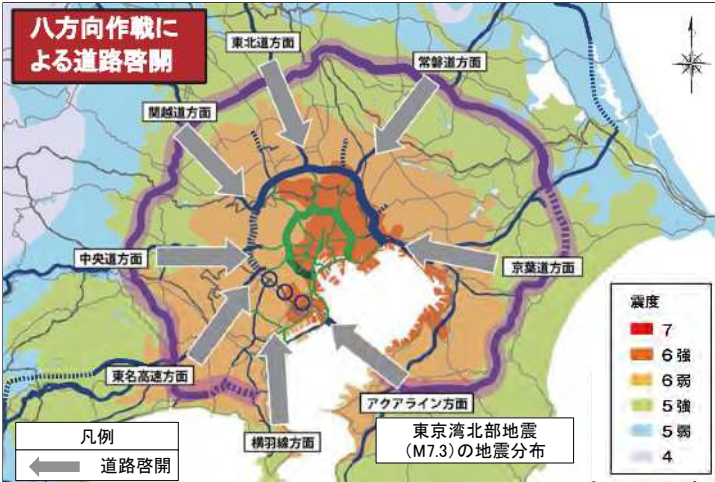 八方向作戦に
よる道路啓開
東北道方面
常磐道方面
関越道方面
中央道方面
京葉道方面
東名高速方面
アクアライン方面
横羽線方面
凡例
道路啓開
東京湾北部地震
(M7.3)の地震分布
震度
7
6強
6弱
5強
5弱
4